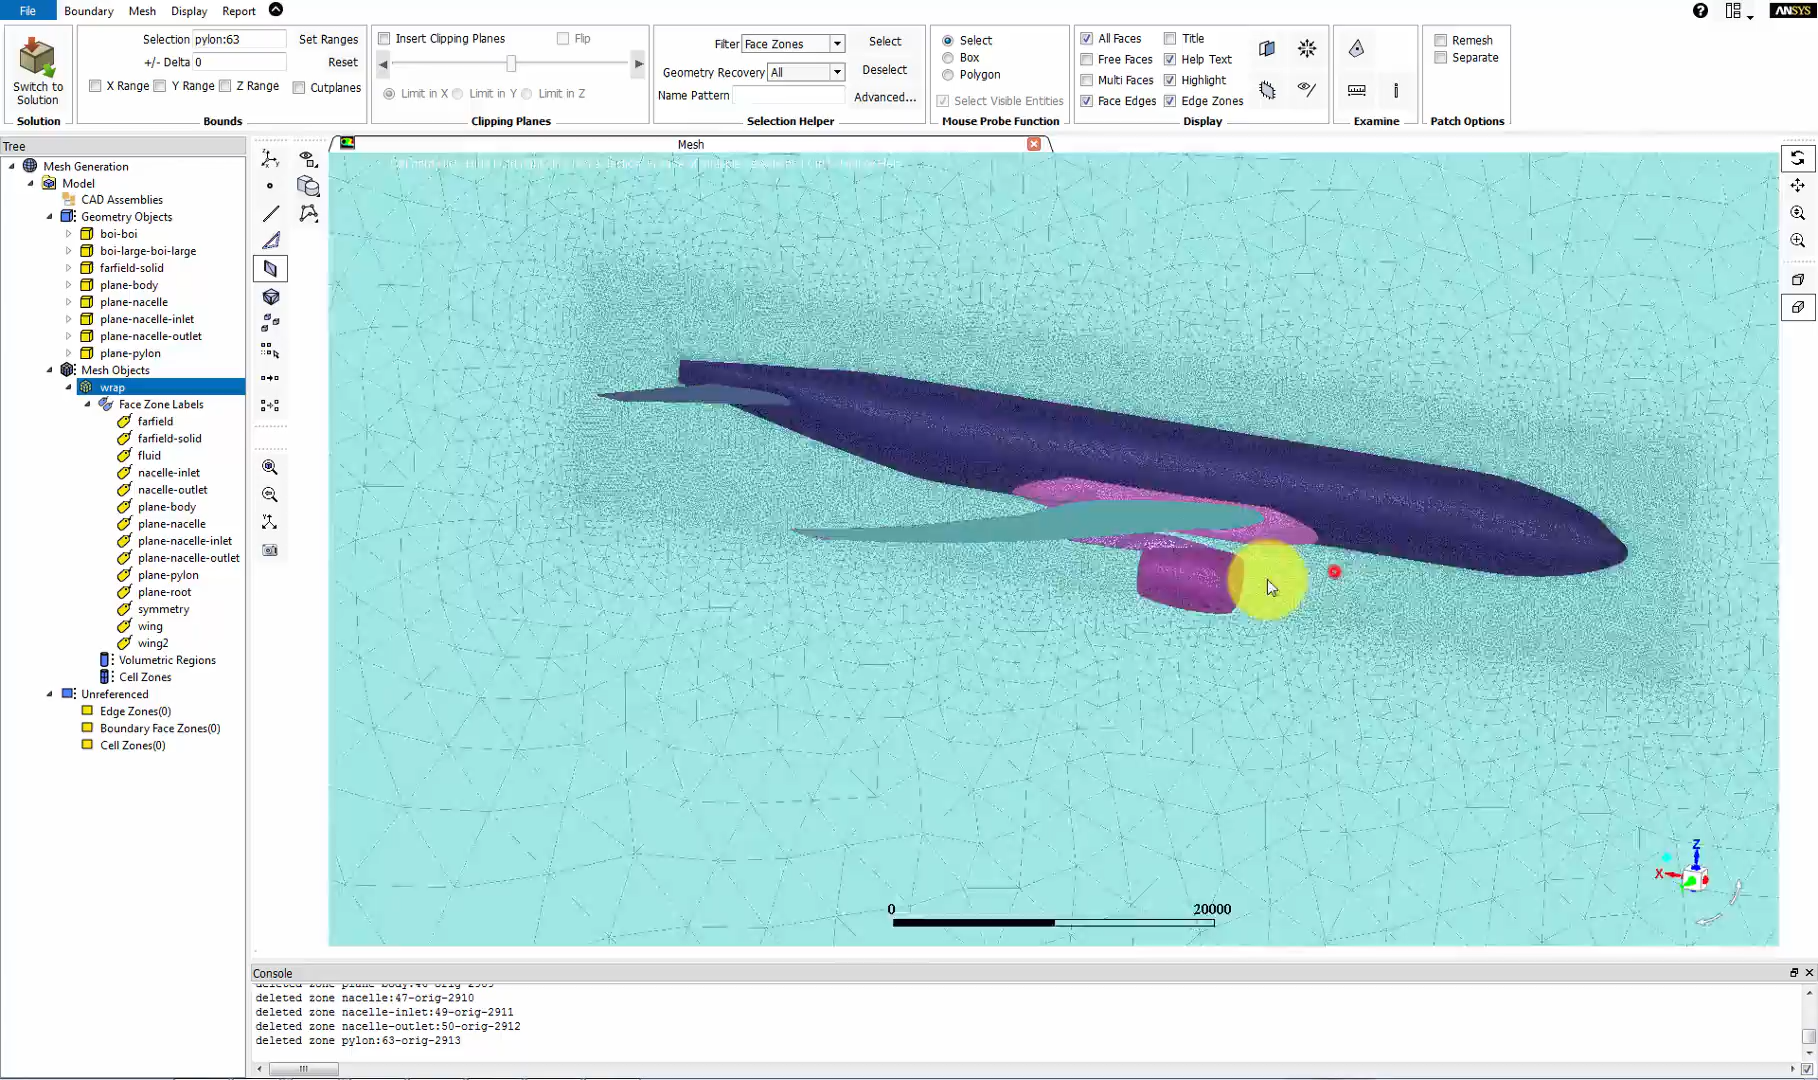 File
Boundary
Mesh
Display
Report
ANSYS
Switch to
Solution
Solution
Selection pylon:63 Set Ranges
+/- Delta 0 Reset
X Range Y Range Z Range Cutplanes
Bounds
Insert Clipping Planes Flip
Limit in X Limit in Y Limit in Z
Clipping Planes
Filter Face Zones Select
Geometry Recovery All Deselect
Name Pattern Advanced...
Selection Helper
Select
Box
Polygon
Select Visible Entities
Mouse Probe Function
All Faces Title
Free Faces Help Text
Multi Faces Highlight
Face Edges Edge Zones
Display
Examine
Remesh
Separate
Patch Options
Tree
Mesh
Mesh Generation
Model
CAD Assemblies
Geometry Objects
boi-boi
boi-large-boi-large
farfield-solid
plane-body
plane-nacelle
plane-nacelle-inlet
plane-nacelle-outlet
plane-pylon
Mesh Objects
wrap
Face Zone Labels
farfield
farfield-solid
fluid
nacelle-inlet
nacelle-outlet
plane-body
plane-nacelle
plane-nacelle-inlet
plane-nacelle-outlet
plane-pylon
plane-root
symmetry
wing
wing2
Volumetric Regions
Cell Zones
Unreferenced
Edge Zones(0)
Boundary Face Zones(0)
Cell Zones(0)
Z
X
0 20000
Console
deleted zone nacelle:47-orig-2910
deleted zone nacelle-inlet:49-orig-2911
deleted zone nacelle-outlet:50-orig-2912
deleted zone pylon:63-orig-2913